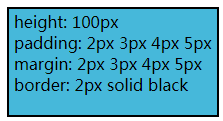 height: 100px
padding: 2px 3px 4px 5px
margin: 2px 3px 4px 5px
border: 2px solid black